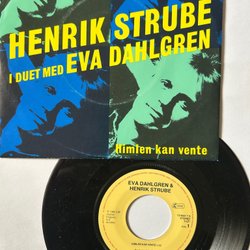 HENRIK STRUBE
I DUET MED EVA DAHLGREN
Himlen kan vente
EVA DAHLGREN &
HENRIK STRUBE